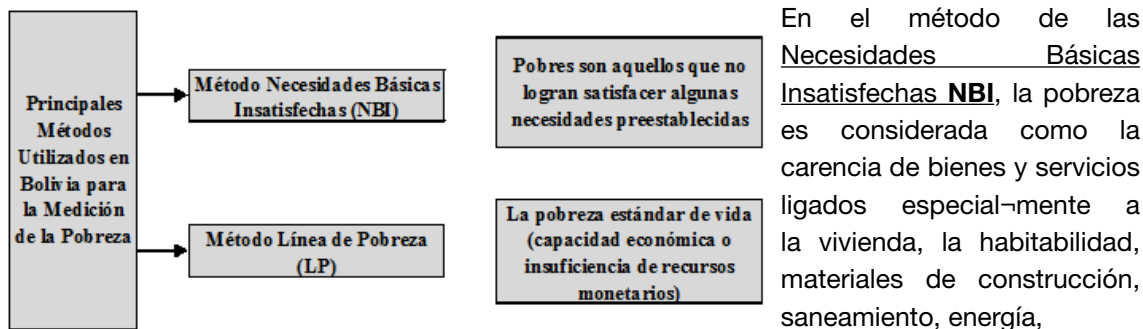 Principales
Métodos
Utilizados en
Bolivia para
la Medición
de la Pobreza
Método Necesidades Básicas
Insatisfechas (NBI)
Pobres son aquellos que no
logran satisfacer algunas
necesidades preestablecidas
Método Línea de Pobreza
(LP)
La pobreza estándar de vida
(capacidad económica o
insuficiencia de recursos
monetarios)
En el método de las
Necesidades Básicas
Insatisfechas NBI, la pobreza
es considerada como la
carencia de bienes y servicios
ligados especial¬mente a
la vivienda, la habitabilidad,
materiales de construcción,
saneamiento, energía,